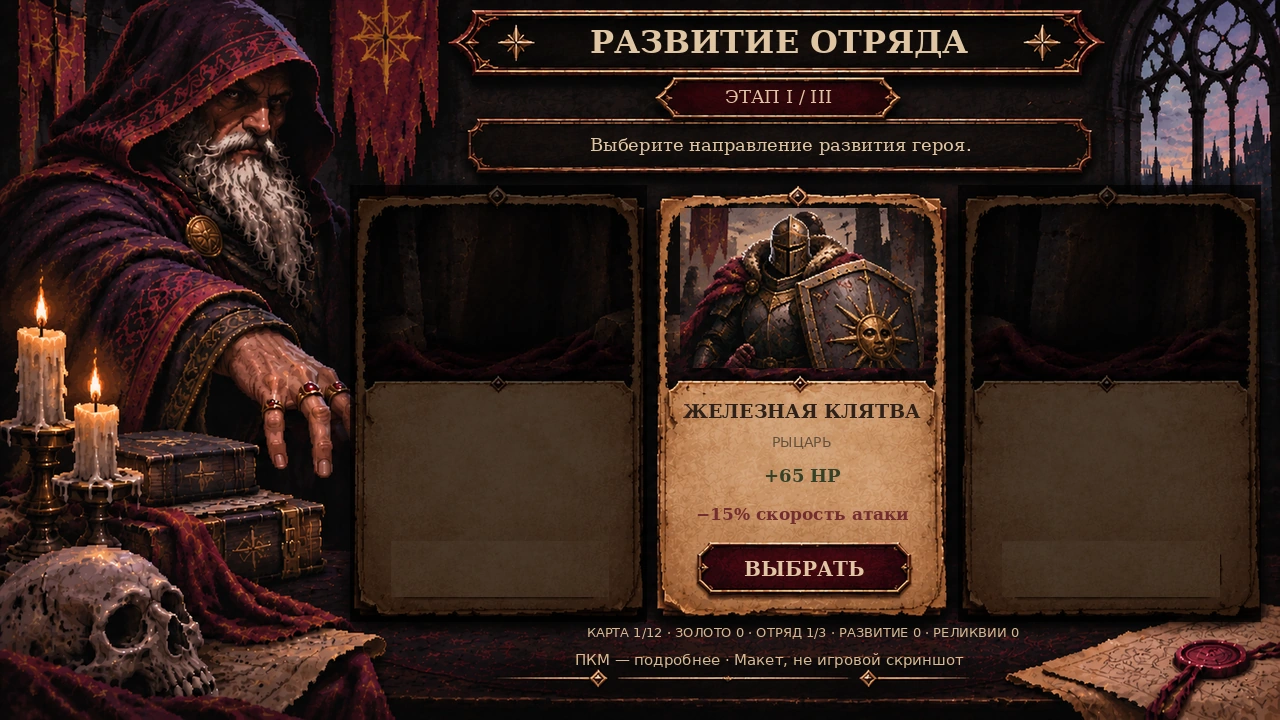 РАЗВИТИЕ ОТРЯДА
ЭТАП I / III
Выберите направление развития героя.
ЖЕЛЕЗНАЯ КЛЯТВА
РЫЦАРЬ
+65 HP
−15% скорость атаки
ВЫБРАТЬ
КАРТА 1/12 · ЗОЛОТО 0 · ОТРЯД 1/3 · РАЗВИТИЕ 0 · РЕЛИКВИИ 0
ПКМ — подробнее · Макет, не игровой скриншот